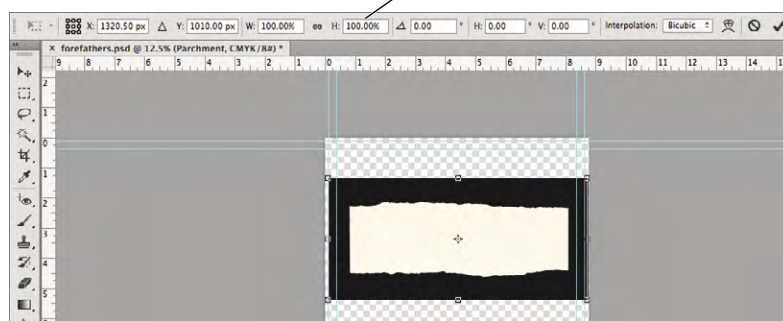 X: 1320.50 px Y: 1010.00 px W: 100.00% H: 100.00% 0.00 ° H: 0.00 ° V: 0.00 ° Interpolation: Bicubic
× forefathers.psd @ 12.5% (Parchment, CMYK/8#) *
9 8 7 6 5 4 3 2 1 0 1 2 3 4 5 6 7 8 9 10 11 12 13 14
2
1
0
1
2
3
4
5